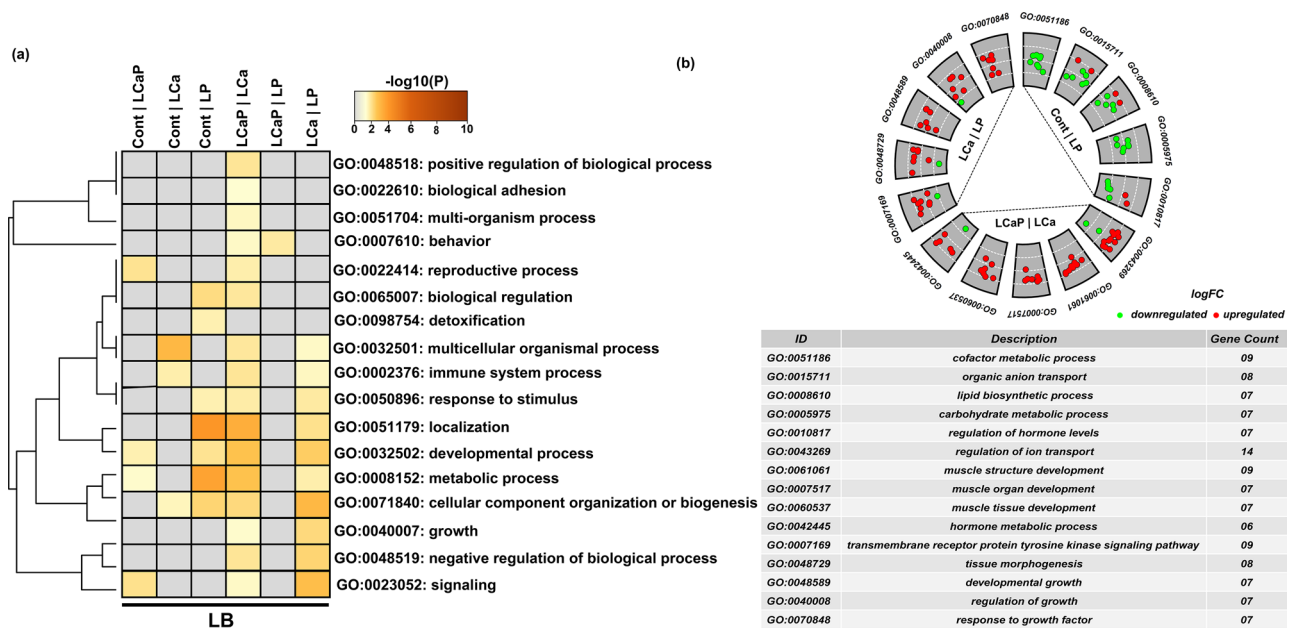 (a)
Cont | LCaP
Cont | LCa
Cont | LP
LCaP | LCa
LCaP | LP
LCa | LP
-log10(P)
0 2 3 4 6 8 10
GO:0048518: positive regulation of biological process
GO:0022610: biological adhesion
GO:0051704: multi-organism process
GO:0007610: behavior
GO:0022414: reproductive process
GO:0065007: biological regulation
GO:0098754: detoxification
GO:0032501: multicellular organismal process
GO:0002376: immune system process
GO:0050896: response to stimulus
GO:0051179: localization
GO:0032502: developmental process
GO:0008152: metabolic process
GO:0071840: cellular component organization or biogenesis
GO:0040007: growth
GO:0048519: negative regulation of biological process
GO:0023052: signaling
LB
(b)
GO:0051186
GO:0015711
GO:0008610
GO:0005975
GO:0010817
GO:0043269
GO:0061061
GO:0007517
GO:0060537
GO:0042445
GO:0007169
GO:0048729
GO:0048589
GO:0040008
GO:0070848
LCa | LP
Cont | LP
LCaP | LCa
logFC
downregulated upregulated
ID Description Gene Count
GO:0051186 cofactor metabolic process 09
GO:0015711 organic anion transport 08
GO:0008610 lipid biosynthetic process 07
GO:0005975 carbohydrate metabolic process 07
GO:0010817 regulation of hormone levels 07
GO:0043269 regulation of ion transport 14
GO:0061061 muscle structure development 09
GO:0007517 muscle organ development 07
GO:0060537 muscle tissue development 07
GO:0042445 hormone metabolic process 06
GO:0007169 transmembrane receptor protein tyrosine kinase signaling pathway 09
GO:0048729 tissue morphogenesis 08
GO:0048589 developmental growth 07
GO:0040008 regulation of growth 07
GO:0070848 response to growth factor 07